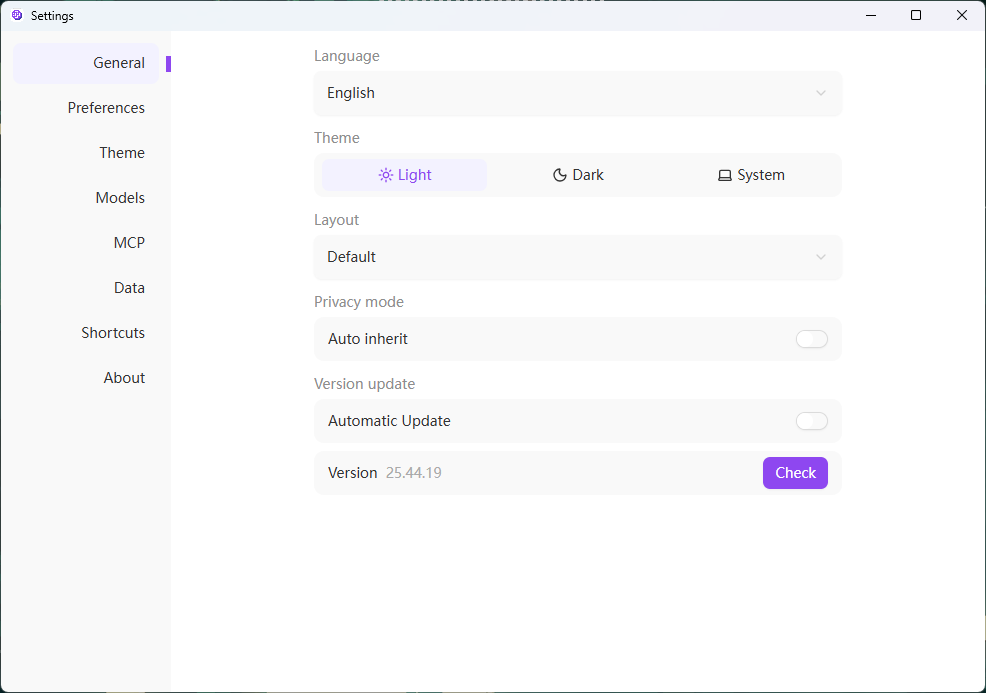 Settings
General
Preferences
Theme
Models
MCP
Data
Shortcuts
About
Language
English
Theme
Light Dark System
Layout
Default
Privacy mode
Auto inherit
Version update
Automatic Update
Version 25.44.19 Check